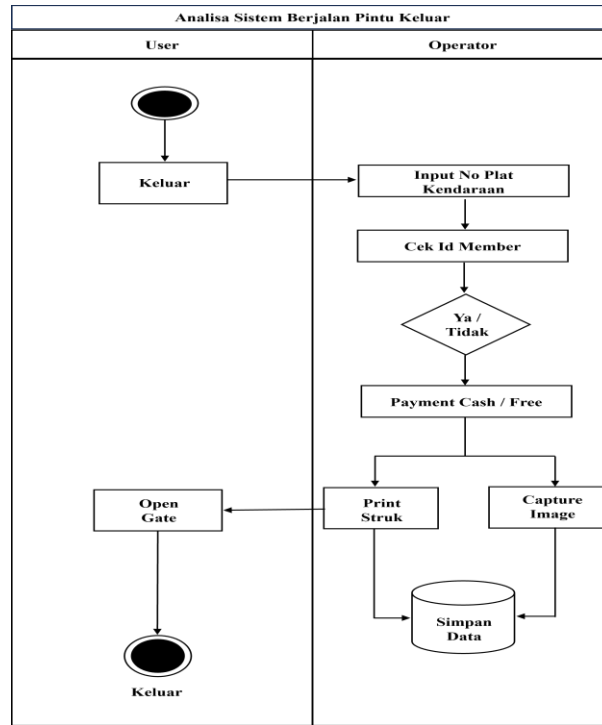 Analisa Sistem Berjalan Pintu Keluar
User
Operator
Keluar
Input No Plat
Kendaraan
Cek Id Member
Ya /
Tidak
Payment Cash / Free
Open
Gate
Print
Struk
Capture
Image
Simpan
Data
Keluar